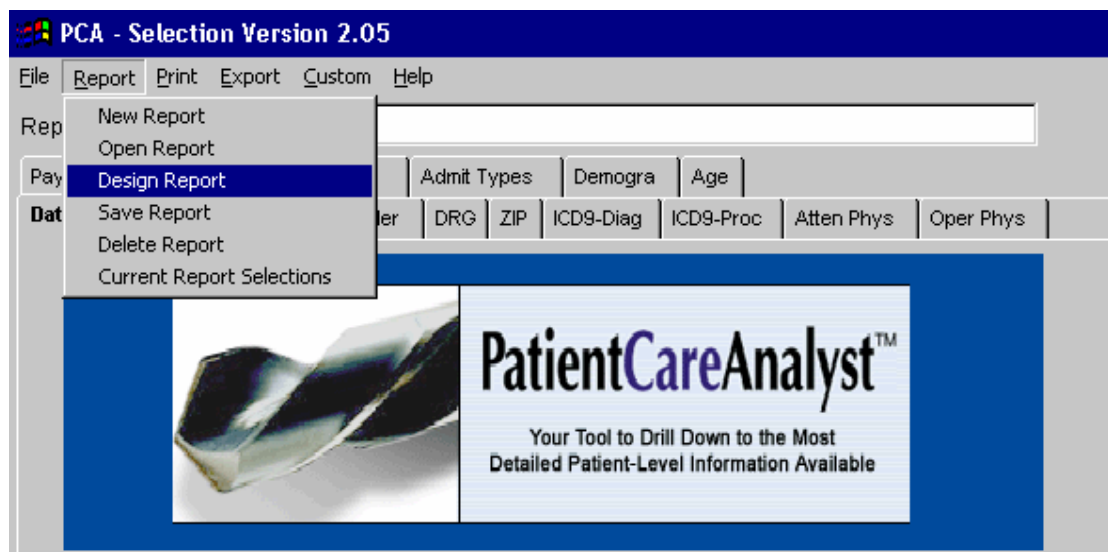 PCA - Selection Version 2.05
File Report Print Export Custom Help
Rep
New Report
Open Report
Design Report
Save Report
Delete Report
Current Report Selections
Pay Admit Types Demogra Age
Dat der DRG ZIP ICD9-Diag ICD9-Proc Atten Phys Oper Phys
PatientCareAnalyst™
Your Tool to Drill Down to the Most
Detailed Patient-Level Information Available